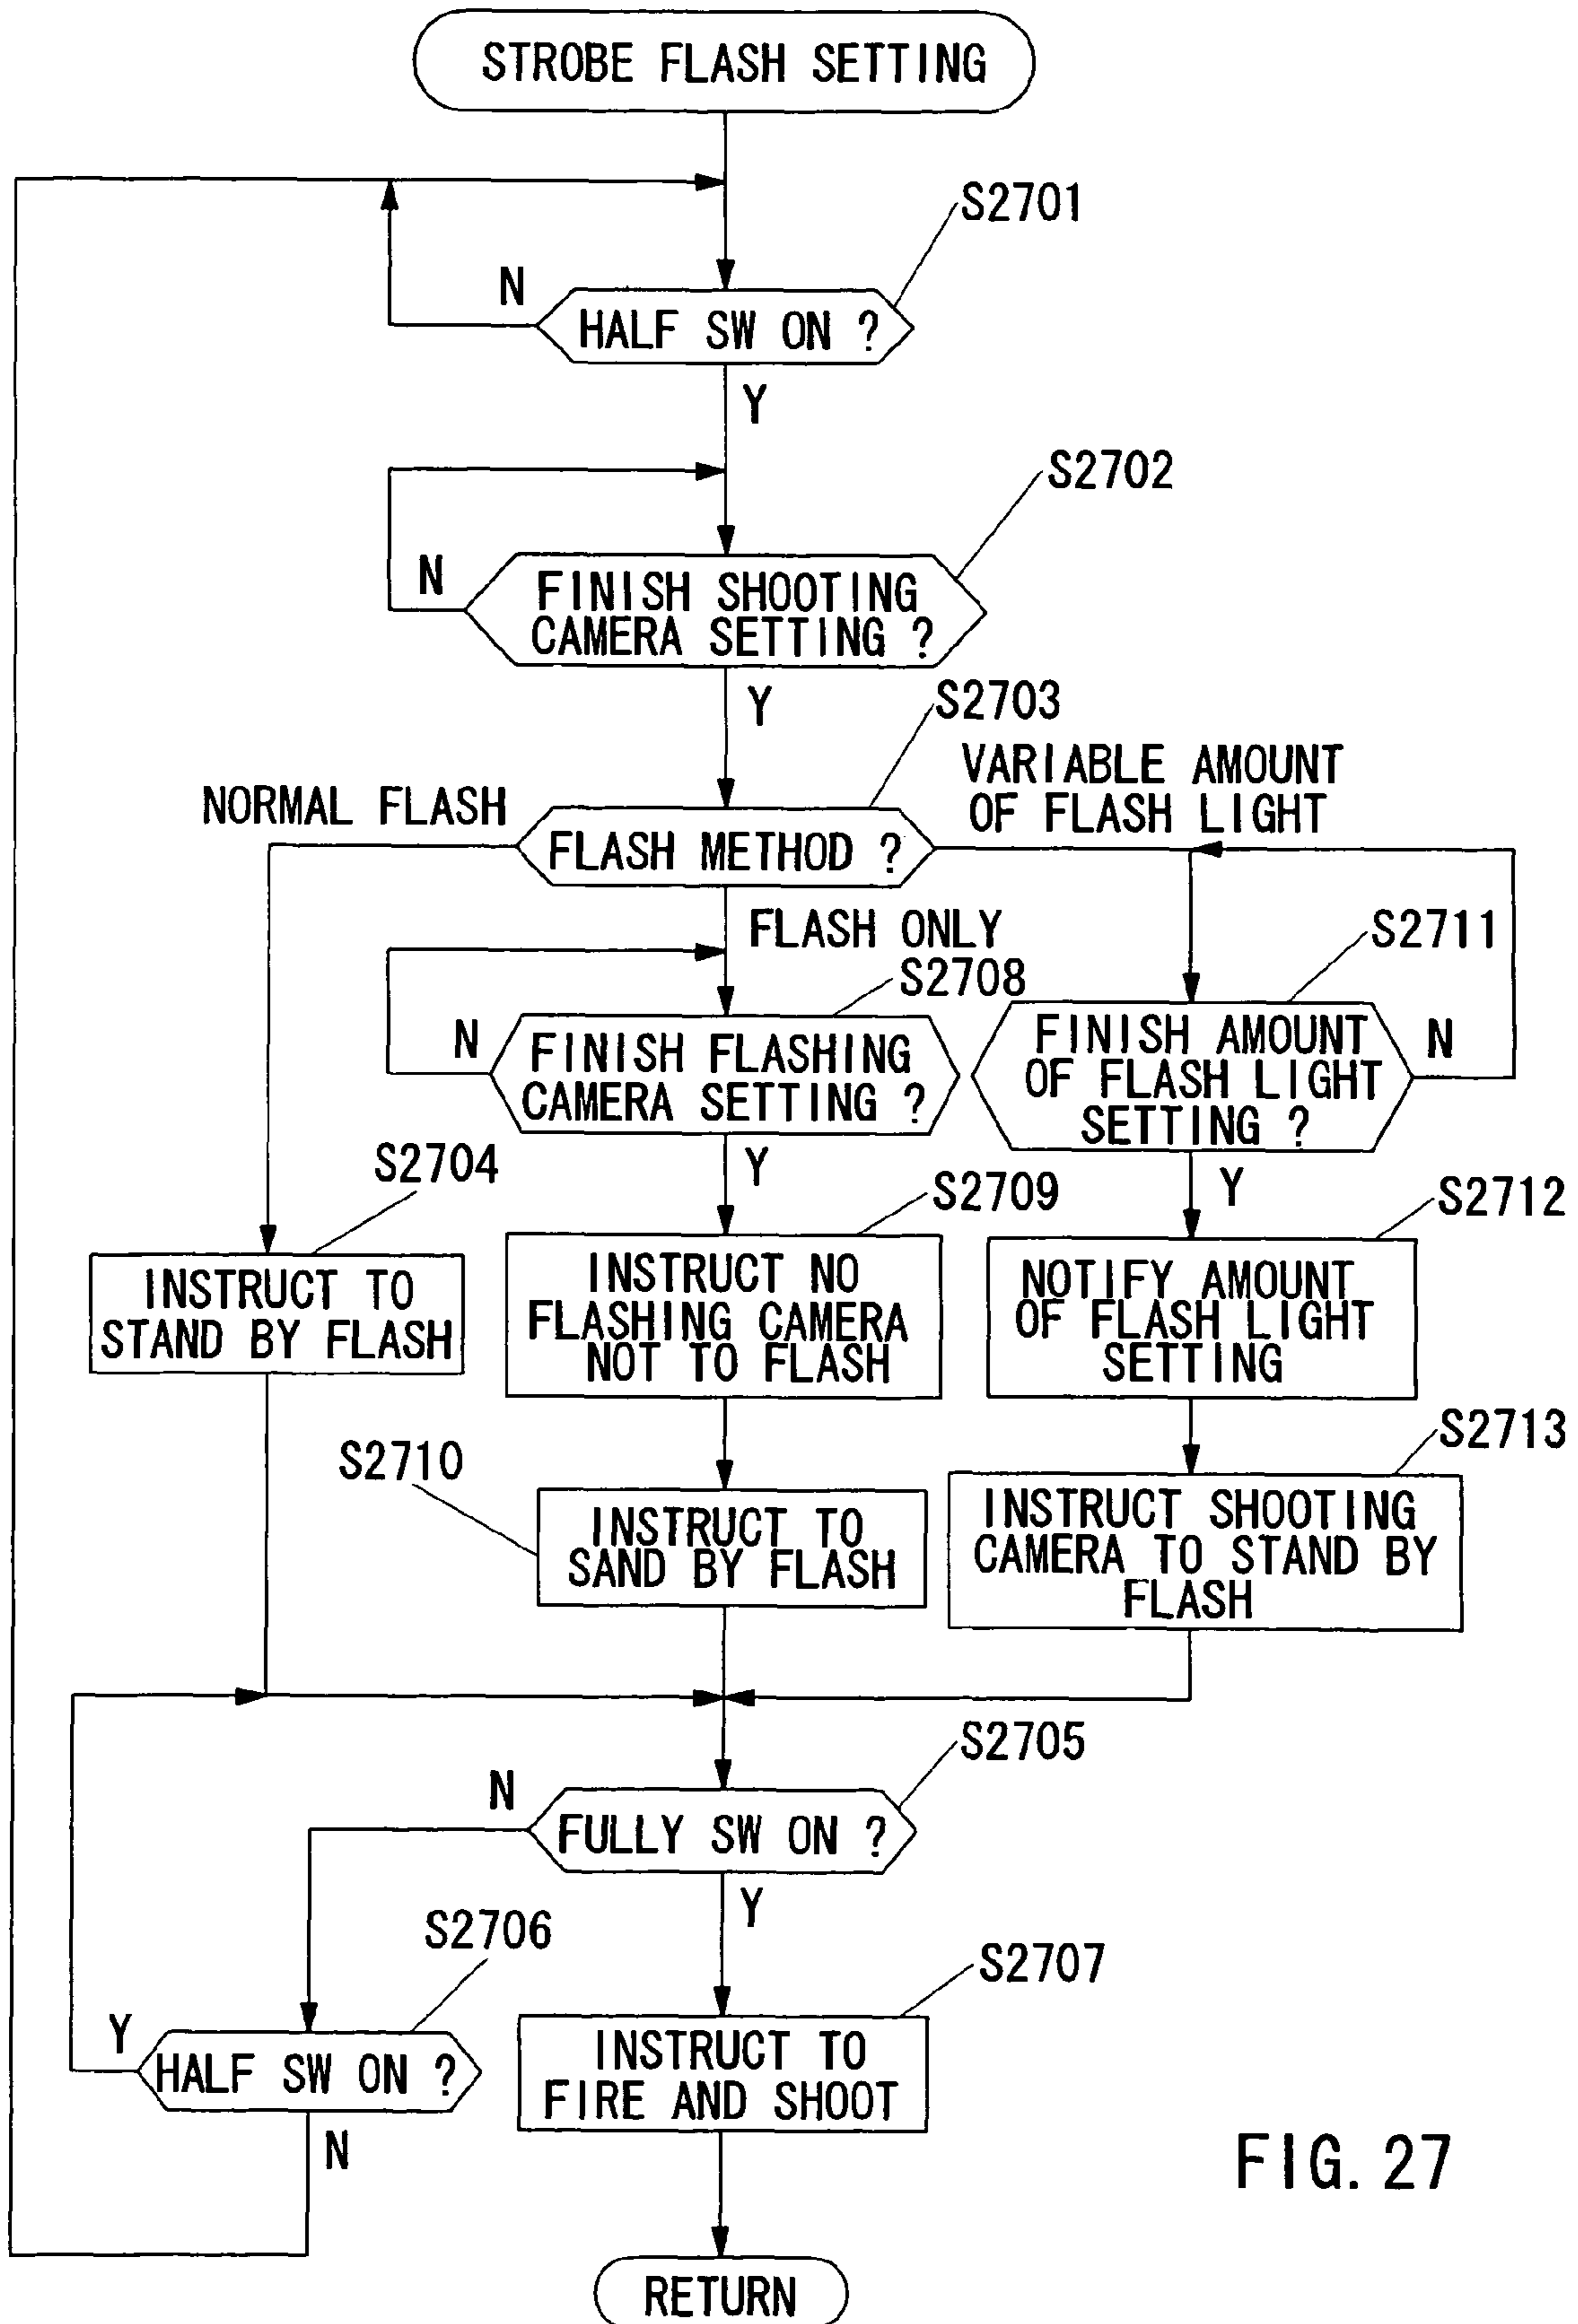 STROBE FLASH SETTING
S2701
N
HALF SW ON ?
Y
S2702
N
FINISH SHOOTING
CAMERA SETTING ?
Y
S2703
VARIABLE AMOUNT
OF FLASH LIGHT
NORMAL FLASH
FLASH METHOD ?
FLASH ONLY
S2711
S2708
N
FINISH FLASHING
CAMERA SETTING ?
FINISH AMOUNT
OF FLASH LIGHT
SETTING ?
N
S2704
Y
Y
S2709
S2712
INSTRUCT TO
STAND BY FLASH
INSTRUCT NO
FLASHING CAMERA
NOT TO FLASH
NOTIFY AMOUNT
OF FLASH LIGHT
SETTING
S2710
S2713
INSTRUCT TO
SAND BY FLASH
INSTRUCT SHOOTING
CAMERA TO STAND BY
FLASH
S2705
N
FULLY SW ON ?
Y
S2706
S2707
Y
HALF SW ON ?
N
INSTRUCT TO
FIRE AND SHOOT
FIG. 27
RETURN